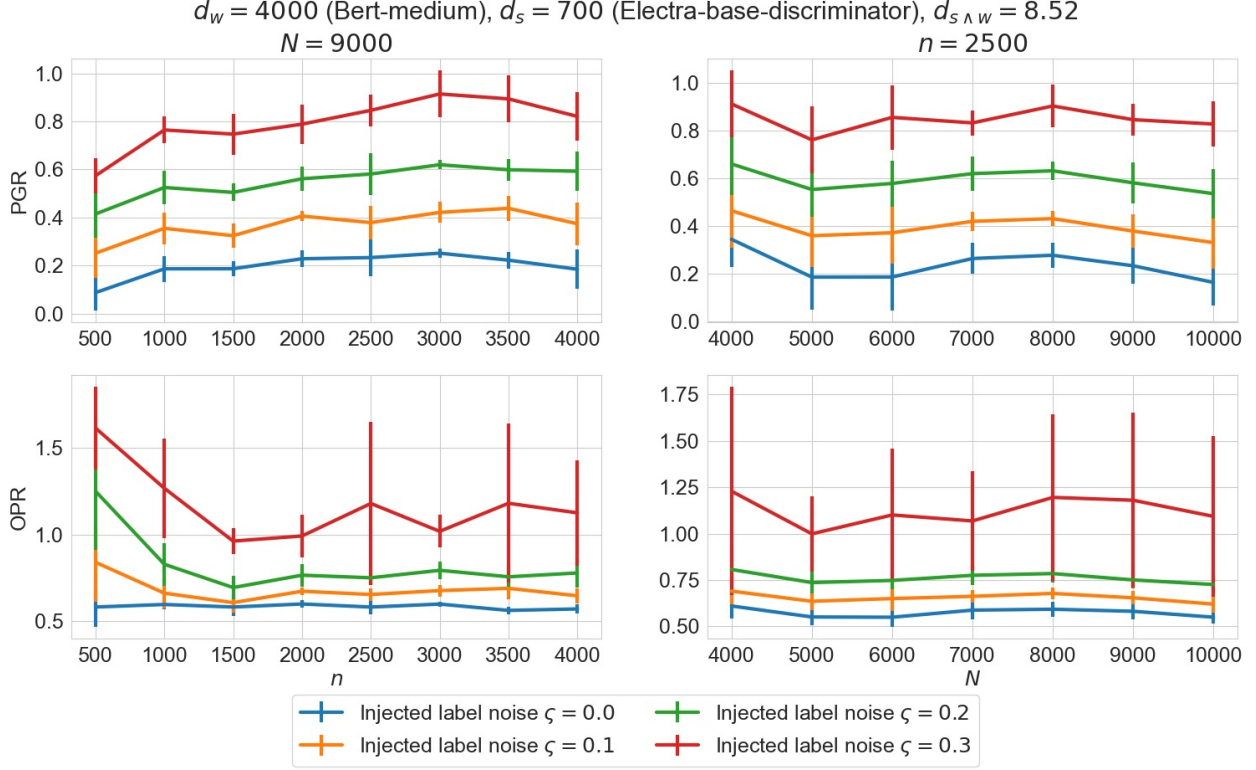 d_w = 4000 (Bert-medium), d_s = 700 (Electra-base-discriminator), d_{s∧w} = 8.52
N = 9000
n = 2500
PGR
1.0
0.8
0.6
0.4
0.2
0.0
500 1000 1500 2000 2500 3000 3500 4000
1.0
0.8
0.6
0.4
0.2
0.0
4000 5000 6000 7000 8000 9000 10000
OPR
1.5
1.0
0.5
500 1000 1500 2000 2500 3000 3500 4000
n
1.75
1.50
1.25
1.00
0.75
0.50
4000 5000 6000 7000 8000 9000 10000
N
Injected label noise ς = 0.0
Injected label noise ς = 0.1
Injected label noise ς = 0.2
Injected label noise ς = 0.3